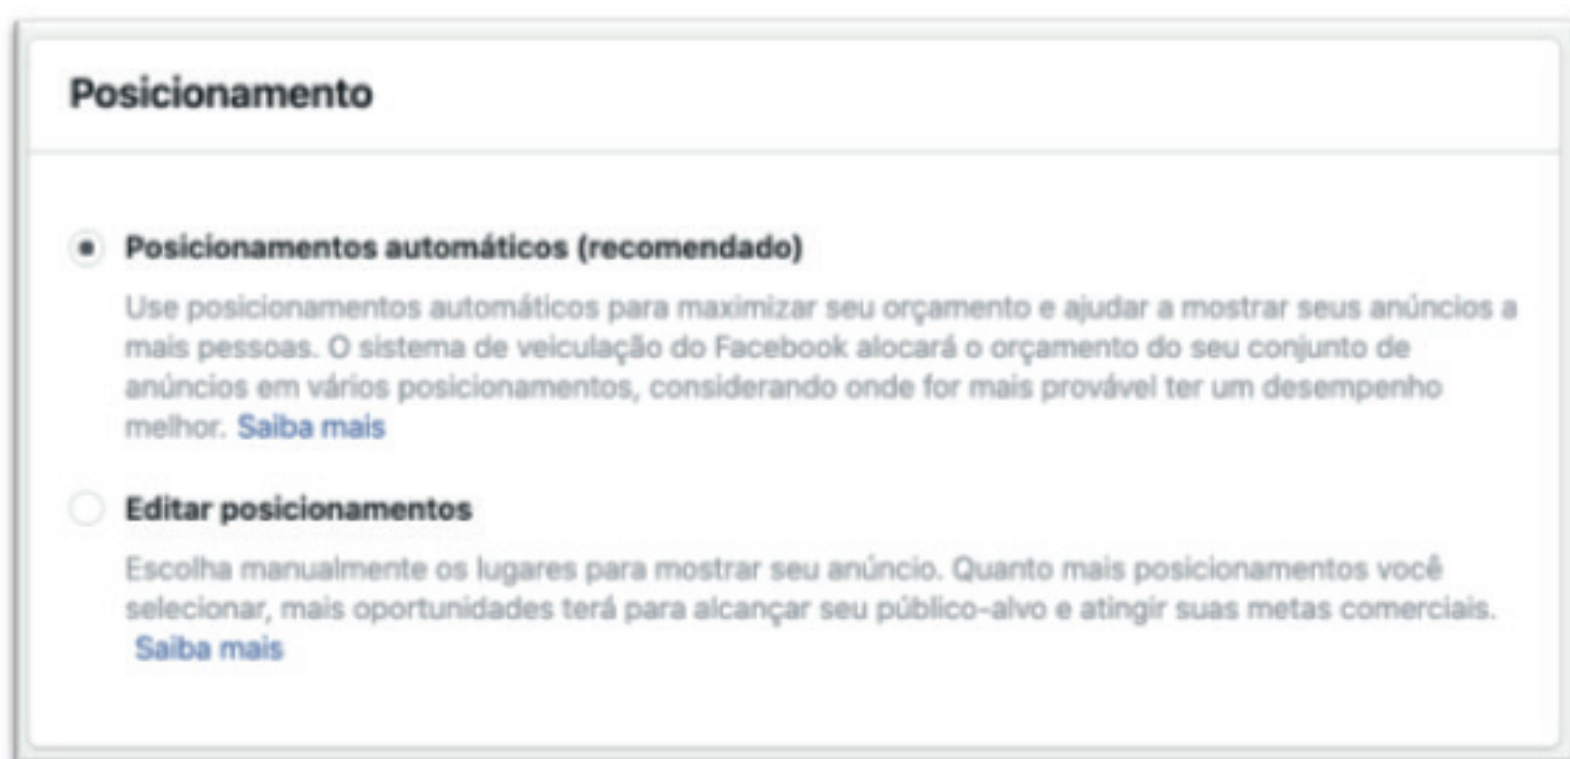 Posicionamento
Posicionamentos automáticos (recomendado)
Use posicionamentos automáticos para maximizar seu orçamento e ajudar a mostrar seus anúncios a
mais pessoas. O sistema de veiculação do Facebook alocará o orçamento do seu conjunto de
anúncios em vários posicionamentos, considerando onde for mais provável ter um desempenho
melhor. Saiba mais
Editar posicionamentos
Escolha manualmente os lugares para mostrar seu anúncio. Quanto mais posicionamentos você
selecionar, mais oportunidades terá para alcançar seu público-alvo e atingir suas metas comerciais.
Saiba mais